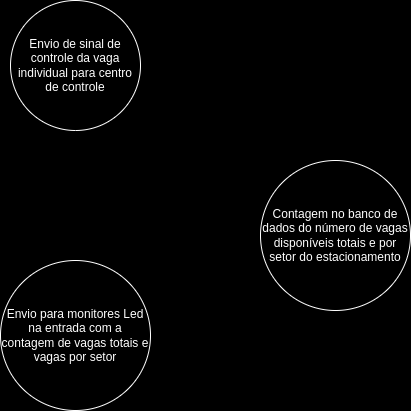 Envio de sinal de
controle da vaga
individual para centro
de controle
Contagem no banco de
dados do número de vagas
disponíveis totais e por
setor do estacionamento
Envio para monitores Led
na entrada com a
contagem de vagas totais e
vagas por setor